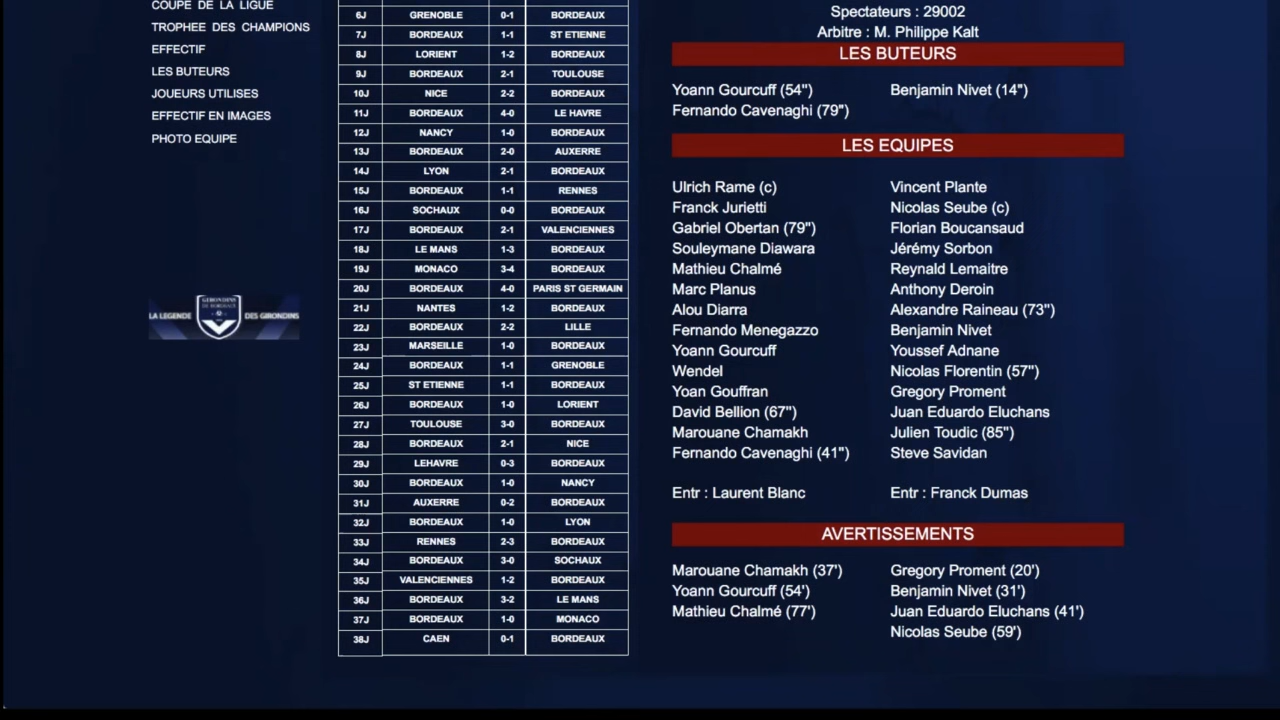 COUPE DE LA LIGUE
TROPHEE DES CHAMPIONS
EFFECTIF
LES BUTEURS
JOUEURS UTILISES
EFFECTIF EN IMAGES
PHOTO EQUIPE
GIRONDINS
DE BORDEAUX
LA LEGENDE DES GIRONDINS
6J GRENOBLE 0-1 BORDEAUX
7J BORDEAUX 1-1 ST ETIENNE
8J LORIENT 1-2 BORDEAUX
9J BORDEAUX 2-1 TOULOUSE
10J NICE 2-2 BORDEAUX
11J BORDEAUX 4-0 LE HAVRE
12J NANCY 1-0 BORDEAUX
13J BORDEAUX 2-0 AUXERRE
14J LYON 2-1 BORDEAUX
15J BORDEAUX 1-1 RENNES
16J SOCHAUX 0-0 BORDEAUX
17J BORDEAUX 2-1 VALENCIENNES
18J LE MANS 1-3 BORDEAUX
19J MONACO 3-4 BORDEAUX
20J BORDEAUX 4-0 PARIS ST GERMAIN
21J NANTES 1-2 BORDEAUX
22J BORDEAUX 2-2 LILLE
23J MARSEILLE 1-0 BORDEAUX
24J BORDEAUX 1-1 GRENOBLE
25J ST ETIENNE 1-1 BORDEAUX
26J BORDEAUX 1-0 LORIENT
27J TOULOUSE 3-0 BORDEAUX
28J BORDEAUX 2-1 NICE
29J LEHAVRE 0-3 BORDEAUX
30J BORDEAUX 1-0 NANCY
31J AUXERRE 0-2 BORDEAUX
32J BORDEAUX 1-0 LYON
33J RENNES 2-3 BORDEAUX
34J BORDEAUX 3-0 SOCHAUX
35J VALENCIENNES 1-2 BORDEAUX
36J BORDEAUX 3-2 LE MANS
37J BORDEAUX 1-0 MONACO
38J CAEN 0-1 BORDEAUX
Spectateurs : 29002
Arbitre : M. Philippe Kalt
LES BUTEURS
Yoann Gourcuff (54") Benjamin Nivet (14")
Fernando Cavenaghi (79")
LES EQUIPES
Ulrich Rame (c) Vincent Plante
Franck Jurietti Nicolas Seube (c)
Gabriel Obertan (79") Florian Boucansaud
Souleymane Diawara Jérémy Sorbon
Mathieu Chalmé Reynald Lemaitre
Marc Planus Anthony Deroin
Alou Diarra Alexandre Raineau (73")
Fernando Menegazzo Benjamin Nivet
Yoann Gourcuff Youssef Adnane
Wendel Nicolas Florentin (57")
Yoan Gouffran Gregory Proment
David Bellion (67") Juan Eduardo Eluchans
Marouane Chamakh Julien Toudic (85")
Fernando Cavenaghi (41") Steve Savidan
Entr : Laurent Blanc Entr : Franck Dumas
AVERTISSEMENTS
Marouane Chamakh (37') Gregory Proment (20')
Yoann Gourcuff (54') Benjamin Nivet (31')
Mathieu Chalmé (77') Juan Eduardo Eluchans (41')
Nicolas Seube (59')